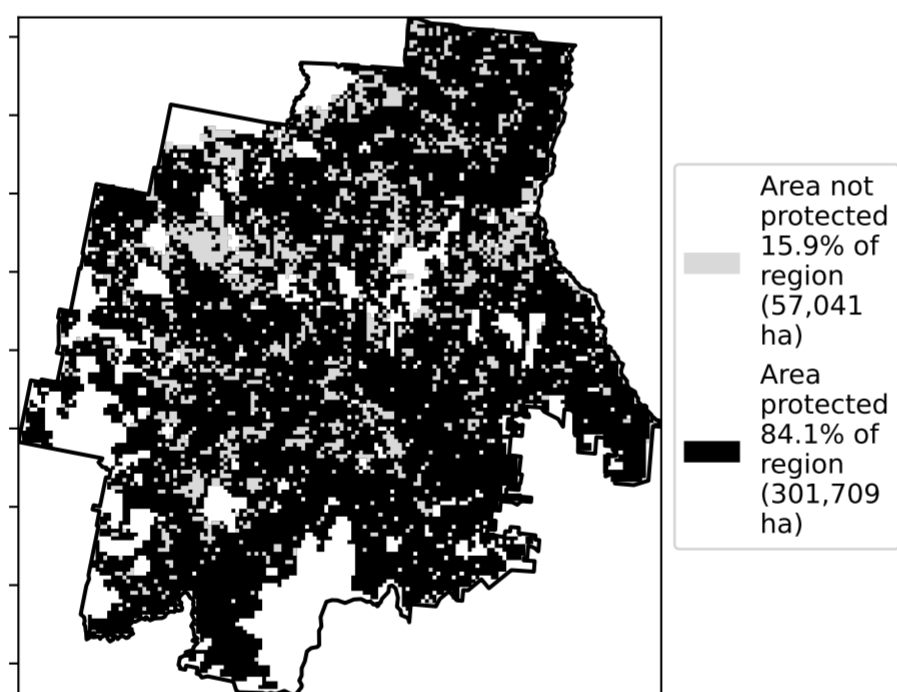 Area not
protected
15.9% of
region
(57,041
ha)
Area
protected
84.1% of
region
(301,709
ha)